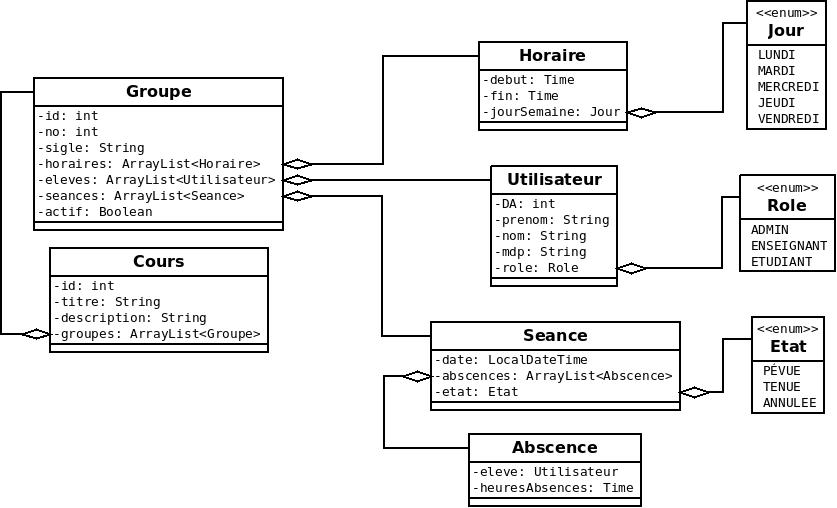 Groupe
-id: int
-no: int
-sigle: String
-horaires: ArrayList<Horaire>
-eleves: ArrayList<Utilisateur>
-seances: ArrayList<Seance>
-actif: Boolean
Cours
-id: int
-titre: String
-description: String
-groupes: ArrayList<Groupe>
Horaire
-debut: Time
-fin: Time
-jourSemaine: Jour
<<enum>>
Jour
LUNDI
MARDI
MERCREDI
JEUDI
VENDREDI
Utilisateur
-DA: int
-prenom: String
-nom: String
-mdp: String
-role: Role
<<enum>>
Role
ADMIN
ENSEIGNANT
ETUDIANT
Seance
-date: LocalDateTime
-abscences: ArrayList<Abscence>
-etat: Etat
<<enum>>
Etat
PÉVUE
TENUE
ANNULEE
Abscence
-eleve: Utilisateur
-heuresAbsences: Time